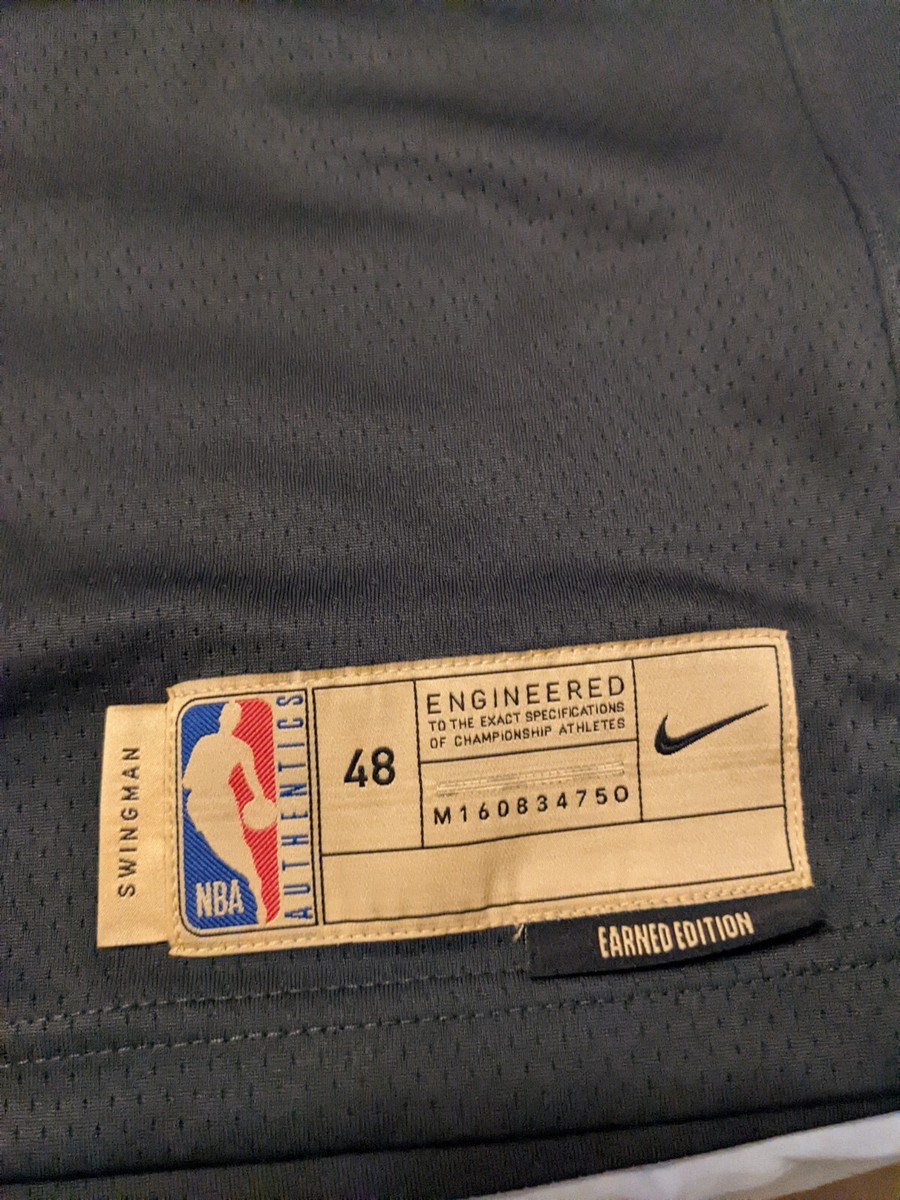 SWINGMAN
NBA
AUTHENTICS
48
ENGINEERED
TO THE EXACT SPECIFICATIONS
OF CHAMPIONSHIP ATHLETES
M160834750
EARNED EDITION